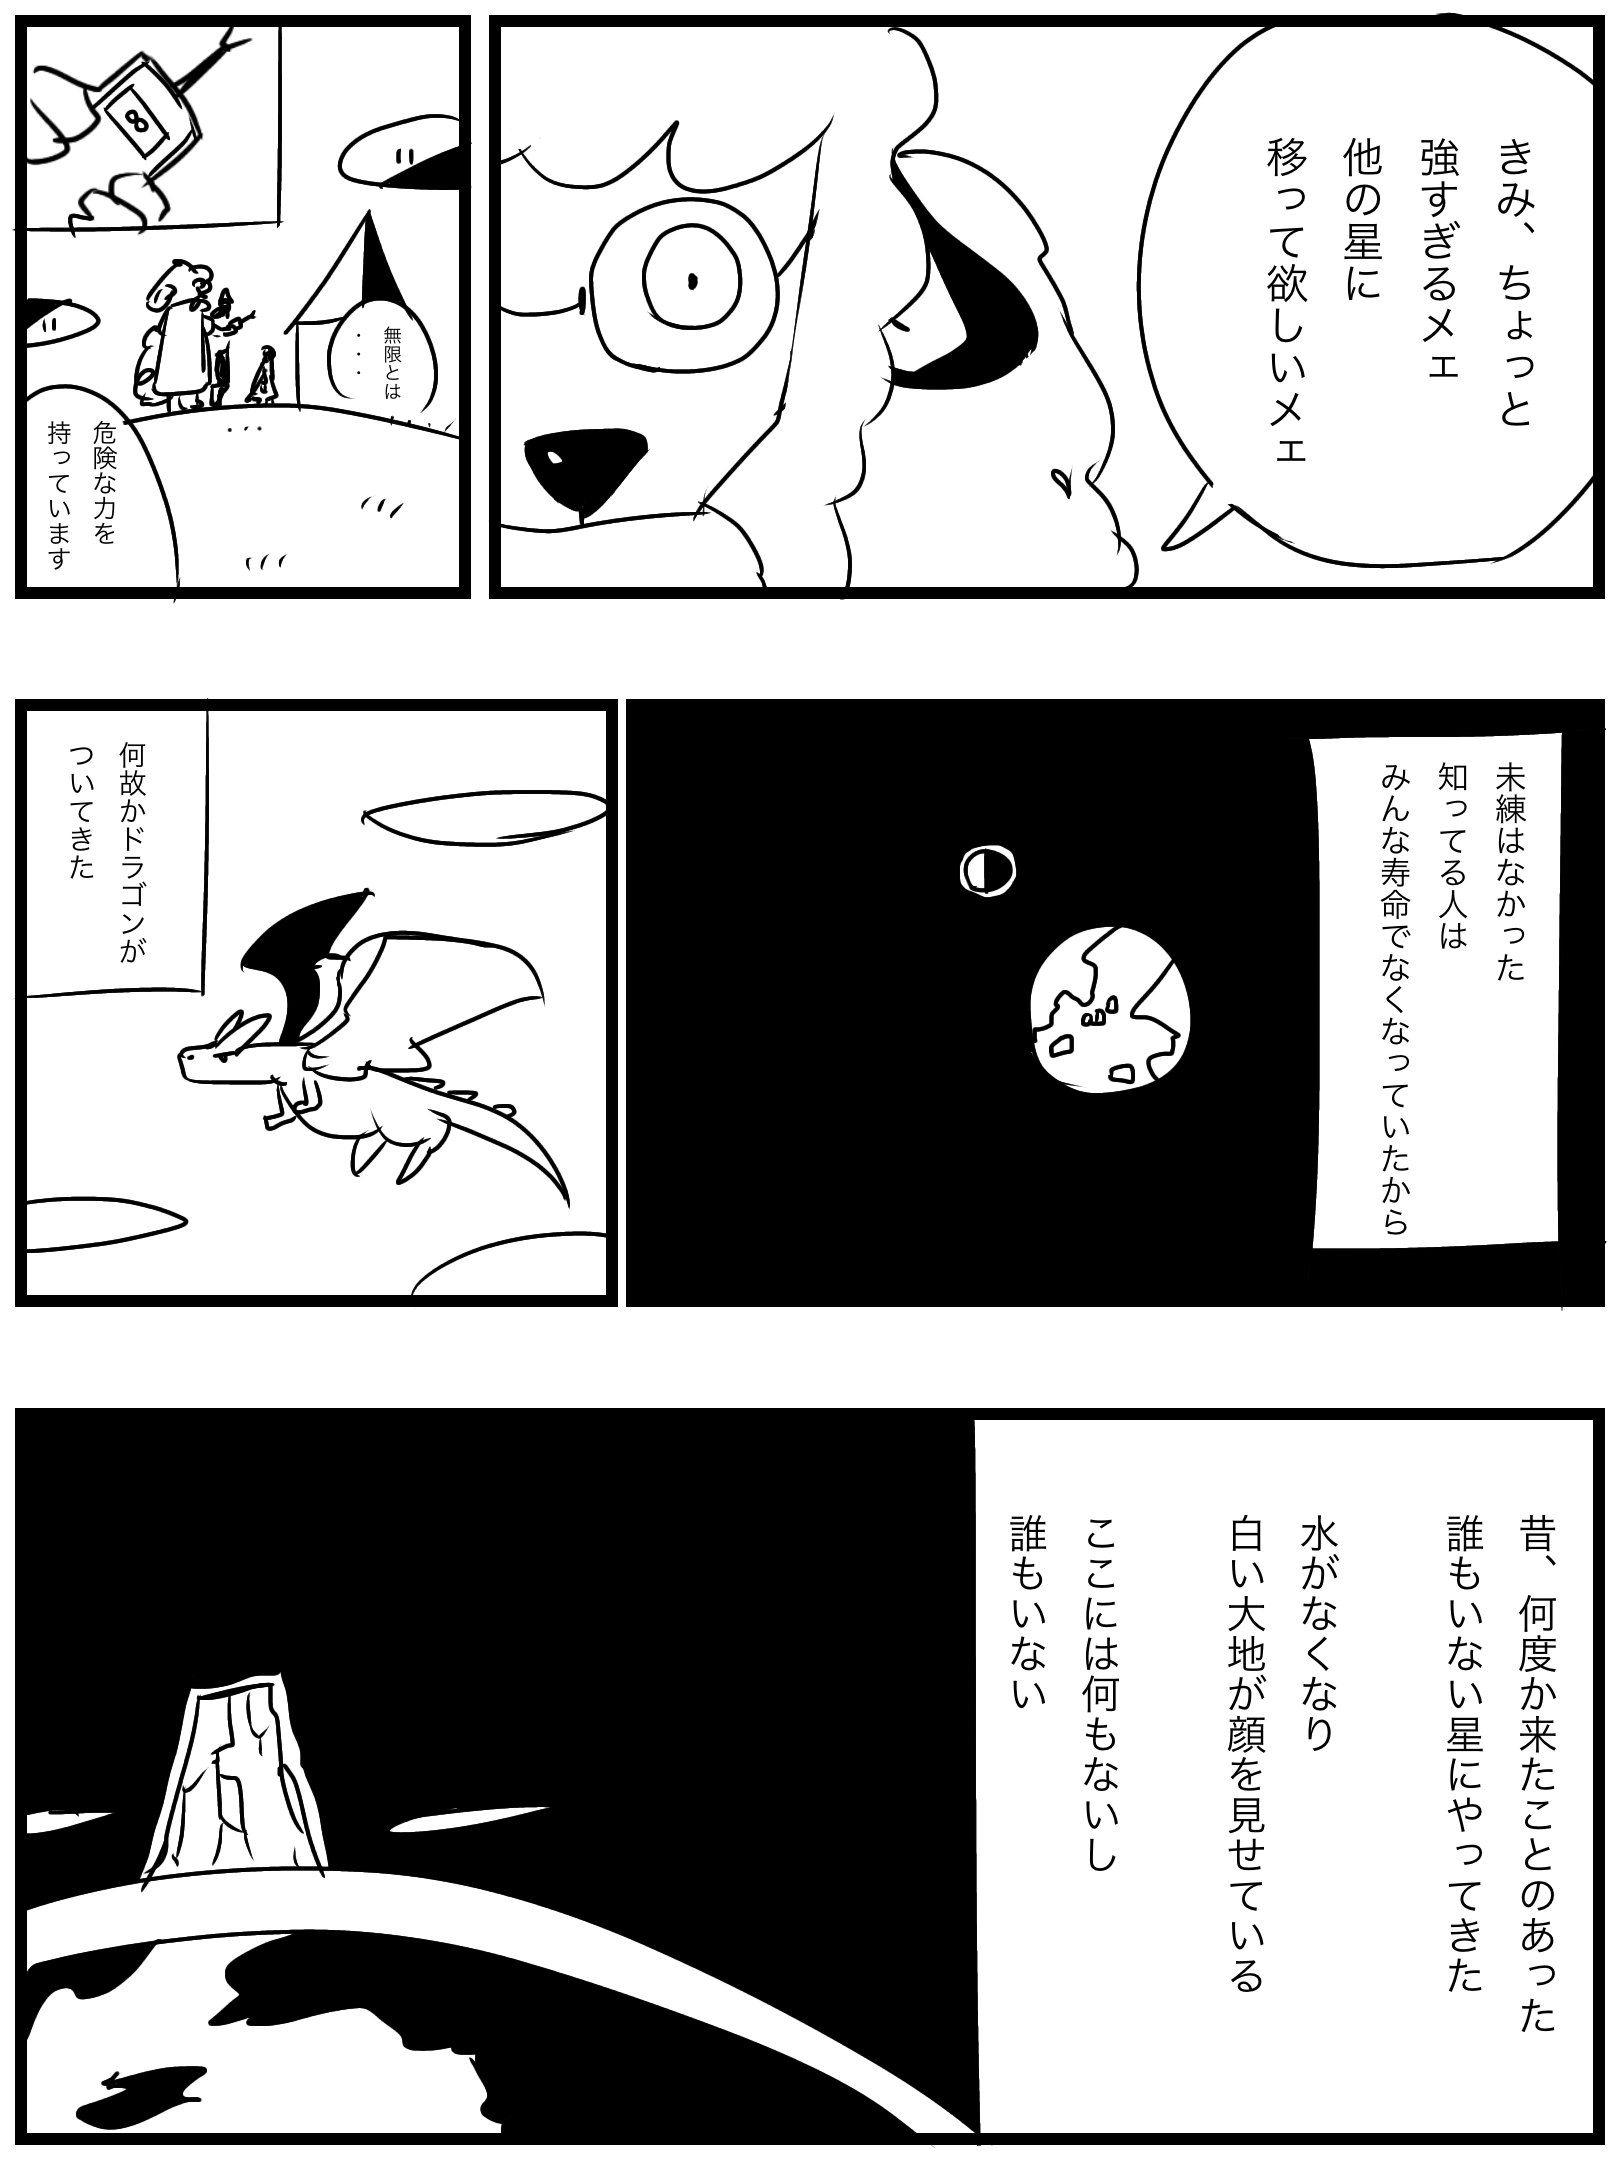 きみ、ちょっと
強すぎるメェ
他の星に
移って欲しいメェ
8
無限とは
・・・
危険な力を
持っています
未練はなかった
知ってる人は
みんな寿命でなくなっていたから
何故かドラゴンが
ついてきた
昔、何度か来たことのあった
誰もいない星にやってきた
水がなくなり
白い大地が顔を見せている
ここには何もないし
誰もいない